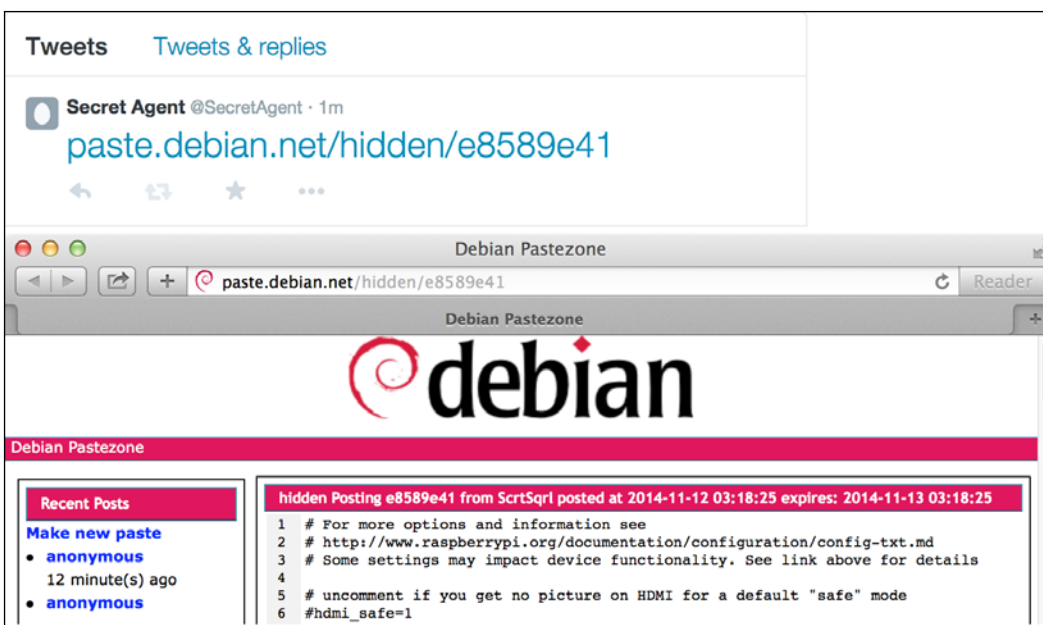 Tweets Tweets & replies
Secret Agent @SecretAgent · 1m
paste.debian.net/hidden/e8589e41
Debian Pastezone
paste.debian.net/hidden/e8589e41 Reader
Debian Pastezone
debian
Debian Pastezone
Recent Posts
Make new paste
• anonymous
12 minute(s) ago
• anonymous
hidden Posting e8589e41 from ScrtSqrl posted at 2014-11-12 03:18:25 expires: 2014-11-13 03:18:25
1 # For more options and information see
2 # http://www.raspberrypi.org/documentation/configuration/config-txt.md
3 # Some settings may impact device functionality. See link above for details
4
5 # uncomment if you get no picture on HDMI for a default "safe" mode
6 #hdmi_safe=1